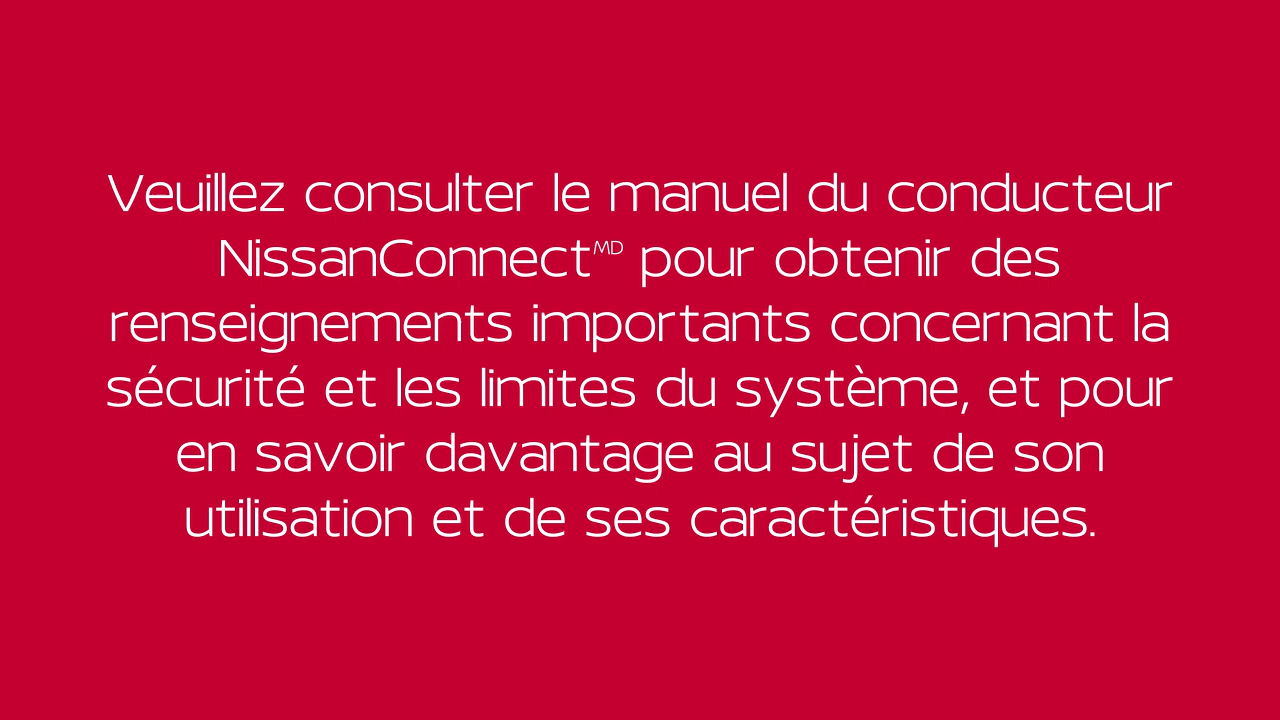 Veuillez consulter le manuel du conducteur
NissanConnectᴹᴰ pour obtenir des
renseignements importants concernant la
sécurité et les limites du système, et pour
en savoir davantage au sujet de son
utilisation et de ses caractéristiques.